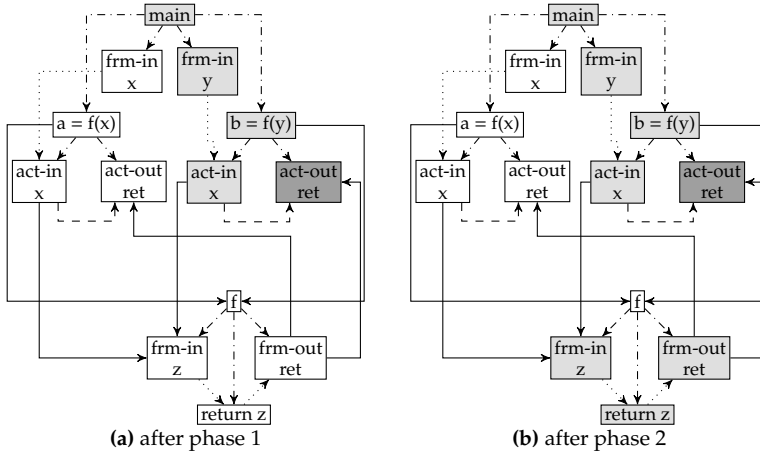 main
frm-in
x
frm-in
y
a = f(x)
b = f(y)
act-in
x
act-out
ret
act-in
x
act-out
ret
f
frm-in
z
frm-out
ret
return z
(a) after phase 1
main
frm-in
x
frm-in
y
a = f(x)
b = f(y)
act-in
x
act-out
ret
act-in
x
act-out
ret
f
frm-in
z
frm-out
ret
return z
(b) after phase 2